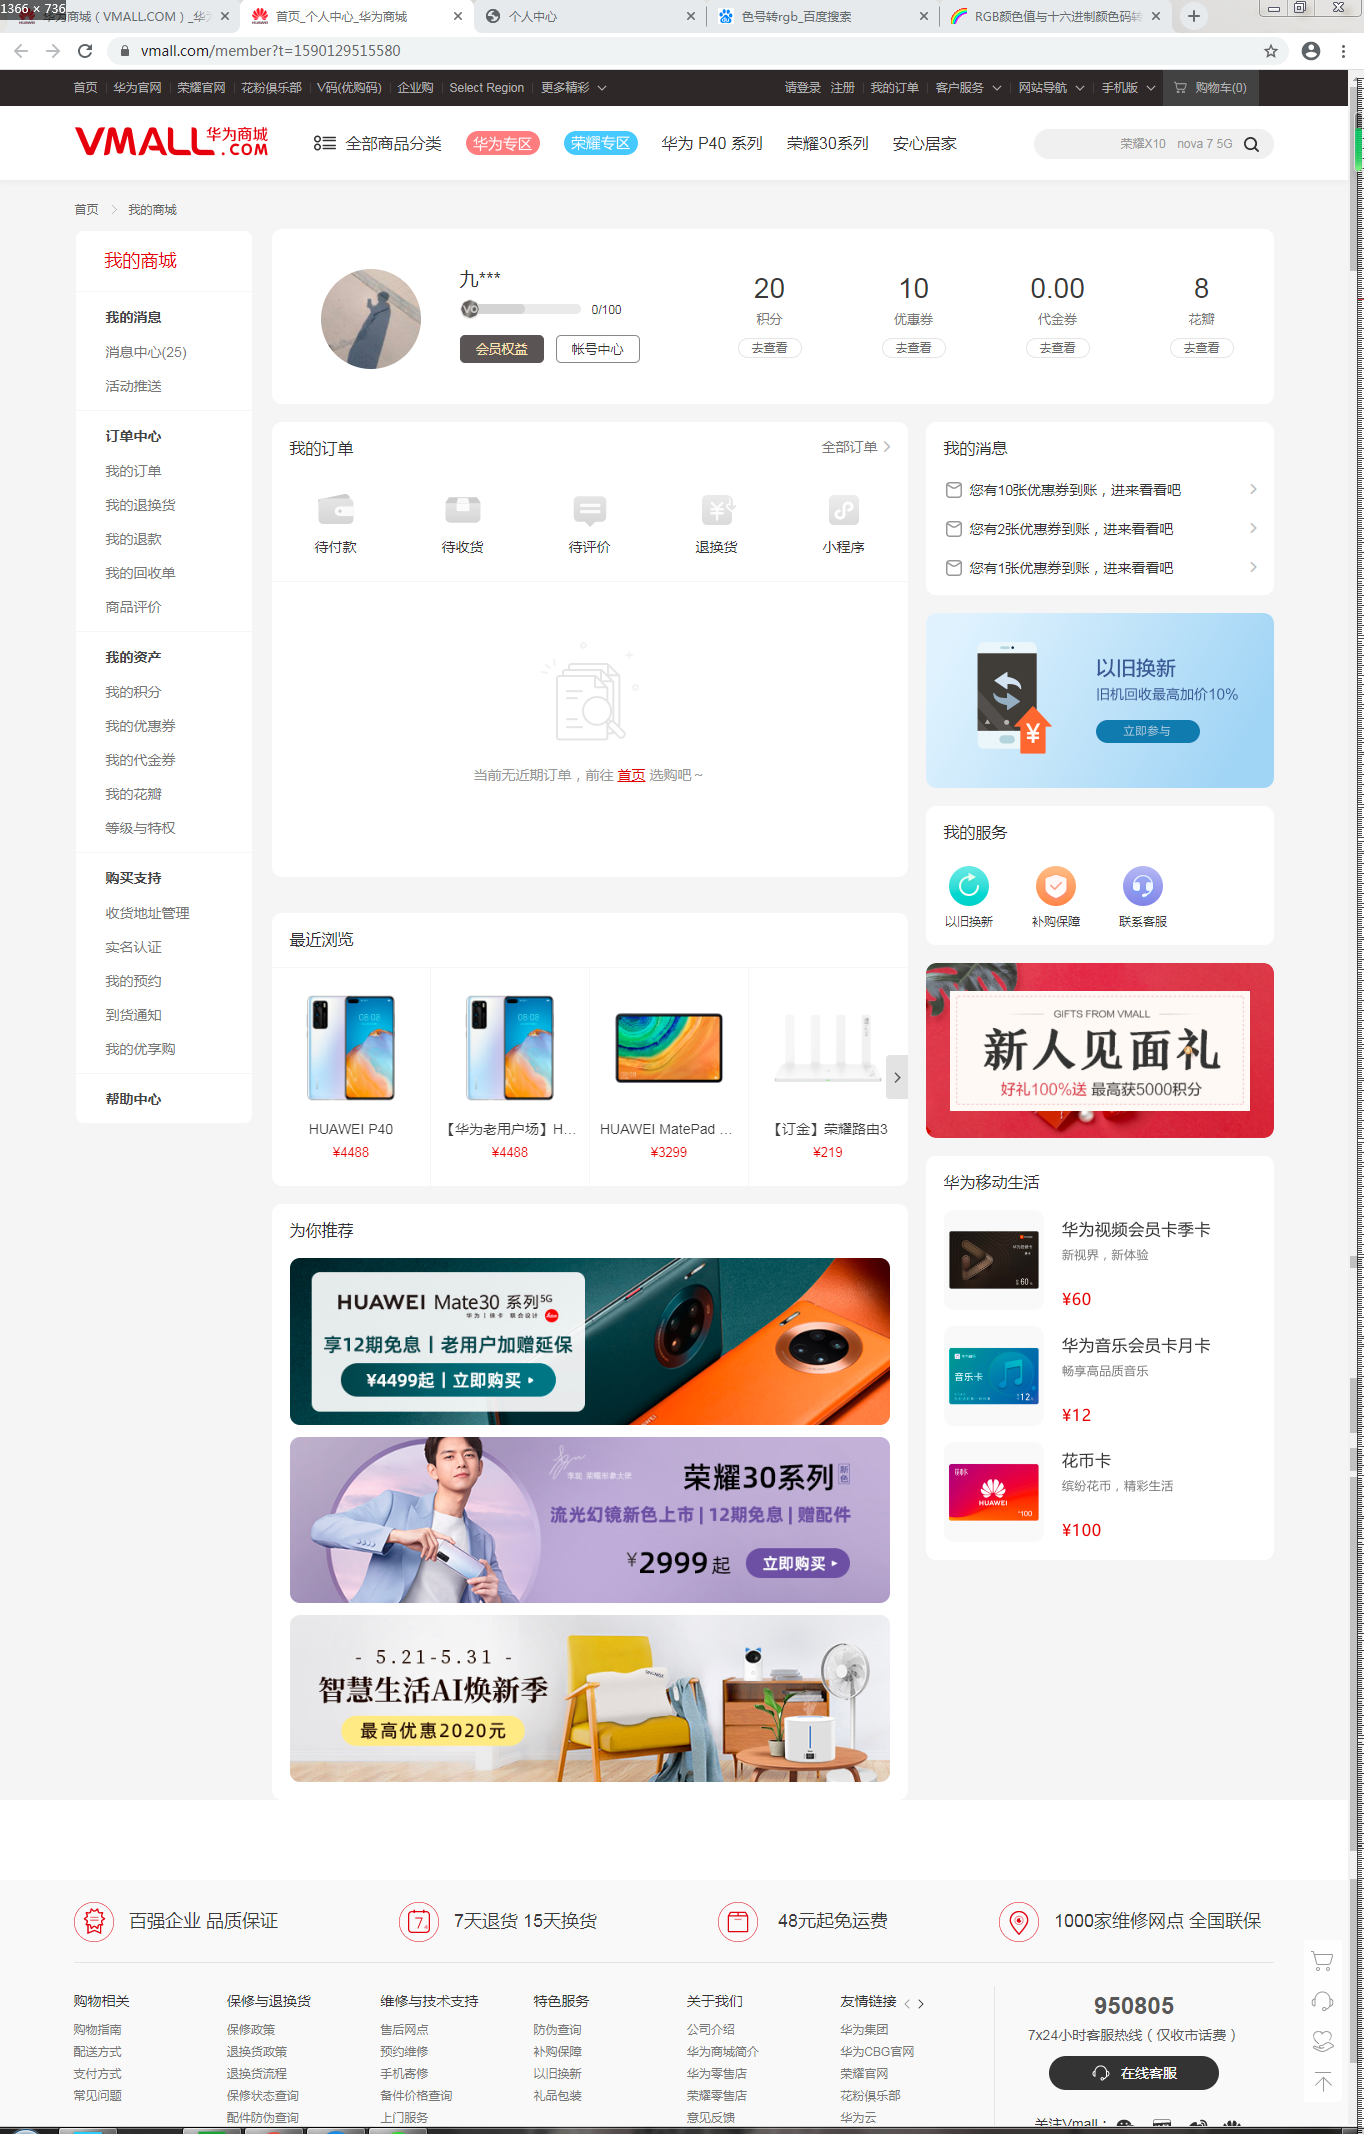 1366 × 736
华为商城（VMALL.COM）_华为
首页_个人中心_华为商城
个人中心
色号转rgb_百度搜索
RGB颜色值与十六进制颜色码转
vmall.com/member?t=1590129515580
首页 华为官网 荣耀官网 花粉俱乐部 V码(优购码) 企业购 Select Region 更多精彩
请登录 注册 我的订单 客户服务 网站导航 手机版 购物车(0)
VMALL 华为商城 .COM
全部商品分类 华为专区 荣耀专区 华为 P40 系列 荣耀30系列 安心居家
荣耀X10 nova 7 5G
首页 > 我的商城
我的商城
我的消息
消息中心(25)
活动推送
订单中心
我的订单
我的退换货
我的退款
我的回收单
商品评价
我的资产
我的积分
我的优惠券
我的代金券
我的花瓣
等级与特权
购买支持
收货地址管理
实名认证
我的预约
到货通知
我的优享购
帮助中心
九***
V0 0/100
会员权益 帐号中心
20 10 0.00 8
积分 优惠券 代金券 花瓣
去查看 去查看 去查看 去查看
我的订单 全部订单
待付款 待收货 待评价 退换货 小程序
当前无近期订单，前往 首页 选购吧～
最近浏览
HUAWEI P40 【华为老用户场】H... HUAWEI MatePad ... 【订金】荣耀路由3
¥4488 ¥4488 ¥3299 ¥219
为你推荐
HUAWEI Mate30 系列5G
华为 | 徕卡 联合设计
享12期免息 | 老用户加赠延保
¥4499起 | 立即购买
李现 荣耀形象大使
荣耀30系列 新色
流光幻镜新色上市 | 12期免息 | 赠配件
¥2999起 立即购买
- 5.21-5.31 -
智慧生活AI焕新季
最高优惠2020元
我的消息
您有10张优惠券到账，进来看看吧
您有2张优惠券到账，进来看看吧
您有1张优惠券到账，进来看看吧
以旧换新
旧机回收最高加价10%
立即参与
我的服务
以旧换新 补购保障 联系客服
GIFTS FROM VMALL
新人见面礼
好礼100%送 最高获5000积分
华为移动生活
华为视频会员卡季卡
新视界，新体验
¥60
华为音乐会员卡月卡
畅享高品质音乐
¥12
音乐卡
花币卡
缤纷花币，精彩生活
¥100
HUAWEI
百强企业 品质保证 7天退货 15天换货 48元起免运费 1000家维修网点 全国联保
购物相关 保修与退换货 维修与技术支持 特色服务 关于我们 友情链接
购物指南 保修政策 售后网点 防伪查询 公司介绍 华为集团
配送方式 退换货政策 预约维修 补购保障 华为商城简介 华为CBG官网
支付方式 退换货流程 手机寄修 以旧换新 华为零售店 荣耀官网
常见问题 保修状态查询 备件价格查询 礼品包装 荣耀零售店 花粉俱乐部
配件防伪查询 上门服务 意见反馈 华为云
950805
7x24小时客服热线（仅收市话费）
在线客服
关注Vmall：